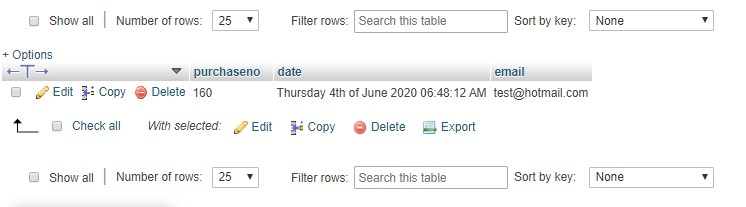 Show all Number of rows: 25 Filter rows: Search this table Sort by key: None
+ Options
←T→ purchaseno date email
Edit Copy Delete 160 Thursday 4th of June 2020 06:48:12 AM test@hotmail.com
Check all With selected: Edit Copy Delete Export
Show all Number of rows: 25 Filter rows: Search this table Sort by key: None